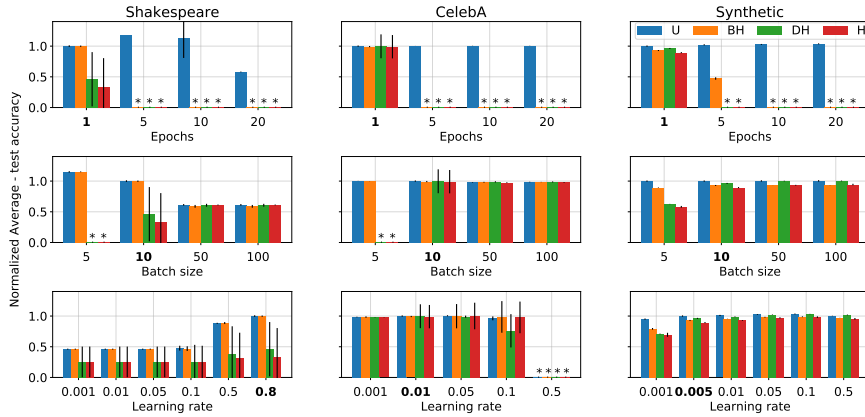 Shakespeare
CelebA
Synthetic
U BH DH H
1.0
0.5
0.0
* * * * * * * * *
* * * * * * * * *
* * * * * * * *
1 5 10 20
1 5 10 20
1 5 10 20
Epochs
Epochs
Epochs
Normalized Average - test accuracy
1.0
0.5
0.0
* *
* *
5 10 50 100
5 10 50 100
5 10 50 100
Batch size
Batch size
Batch size
1.0
0.5
0.0
* * * *
0.001 0.01 0.05 0.1 0.5 0.8
0.001 0.01 0.05 0.1 0.5
0.001 0.005 0.01 0.05 0.1 0.5
Learning rate
Learning rate
Learning rate